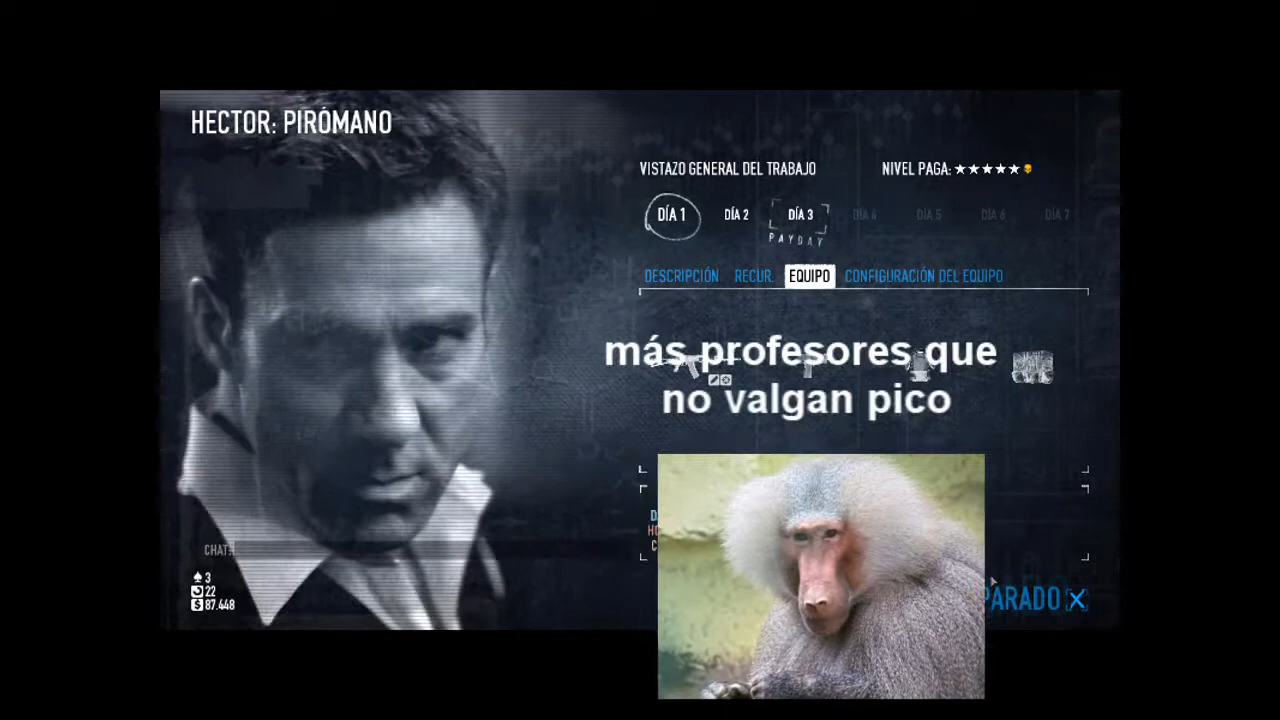 HECTOR: PIRÓMANO
VISTAZO GENERAL DEL TRABAJO
NIVEL PAGA:
DÍA 1 DÍA 2 DÍA 3 DÍA 4 DÍA 5 DÍA 6 DÍA 7
PAYDAY
DESCRIPCIÓN RECUR. EQUIPO CONFIGURACIÓN DEL EQUIPO
más profesores que
no valgan pico
CHAT:
3
22
87.448
PARADO